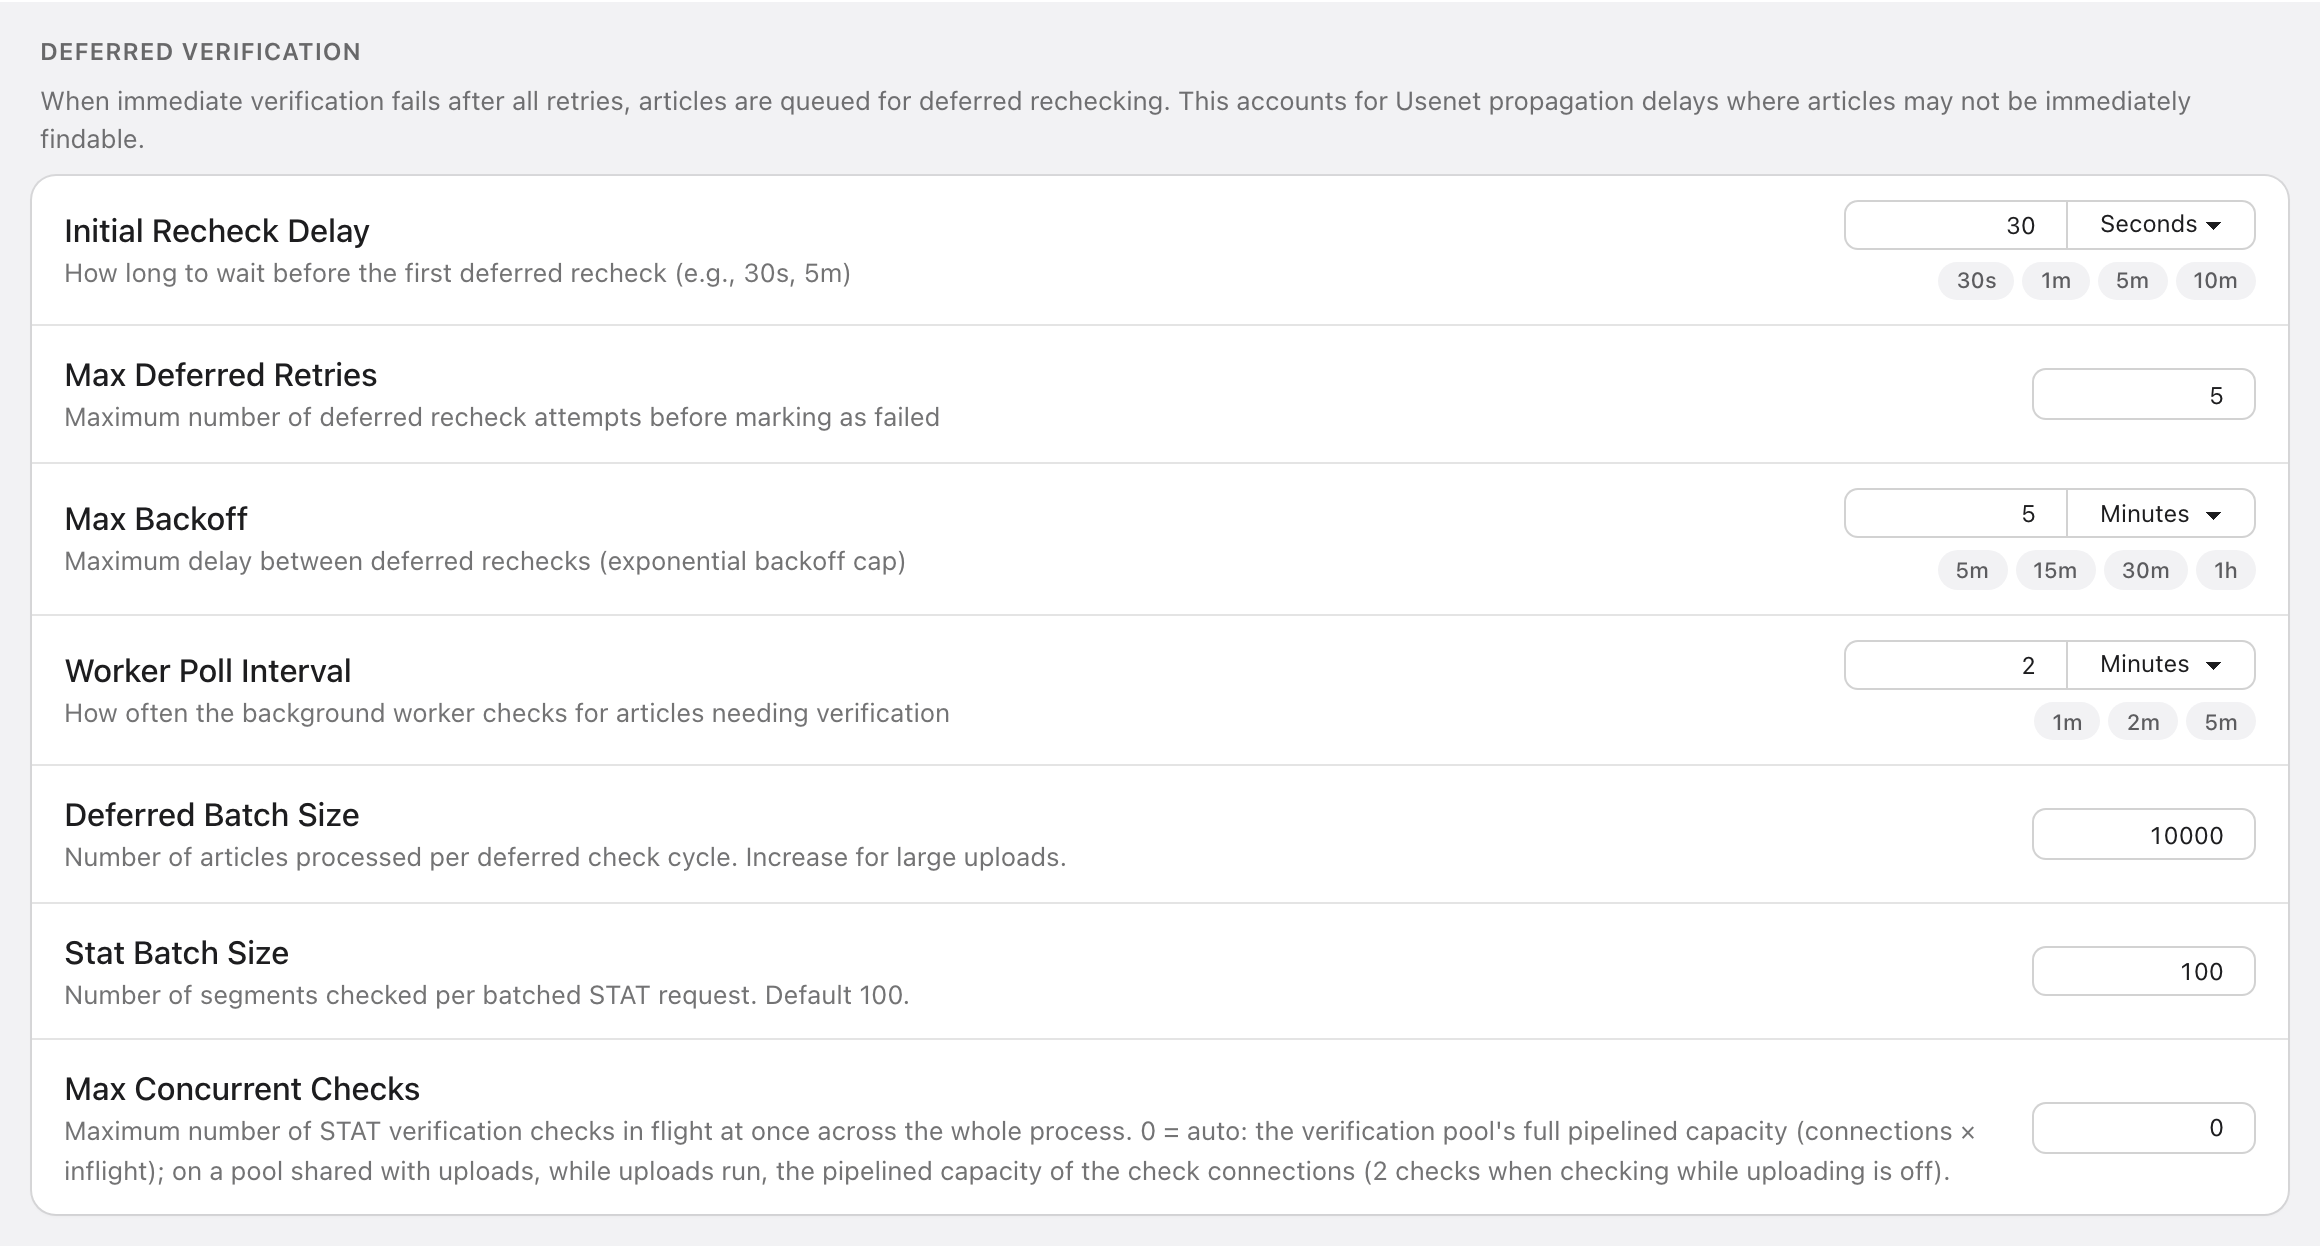 DEFERRED VERIFICATION
When immediate verification fails after all retries, articles are queued for deferred rechecking. This accounts for Usenet propagation delays where articles may not be immediately
findable.
Initial Recheck Delay
How long to wait before the first deferred recheck (e.g., 30s, 5m)
30 Seconds
30s 1m 5m 10m
Max Deferred Retries
Maximum number of deferred recheck attempts before marking as failed
5
Max Backoff
Maximum delay between deferred rechecks (exponential backoff cap)
5 Minutes
5m 15m 30m 1h
Worker Poll Interval
How often the background worker checks for articles needing verification
2 Minutes
1m 2m 5m
Deferred Batch Size
Number of articles processed per deferred check cycle. Increase for large uploads.
10000
Stat Batch Size
Number of segments checked per batched STAT request. Default 100.
100
Max Concurrent Checks
Maximum number of STAT verification checks in flight at once across the whole process. 0 = auto: the verification pool's full pipelined capacity (connections ×
inflight); on a pool shared with uploads, while uploads run, the pipelined capacity of the check connections (2 checks when checking while uploading is off).
0